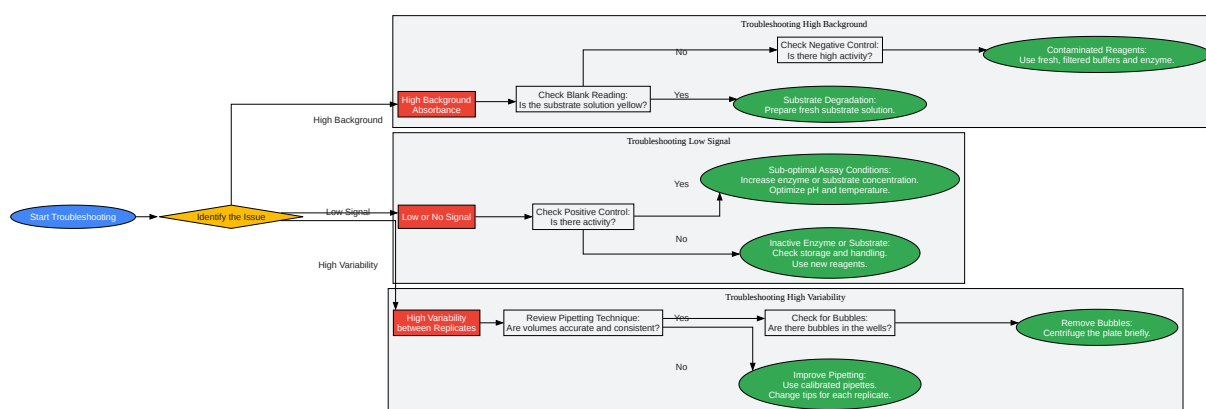 Troubleshooting High Background
No
Check Negative Control:
Is there high activity?
Contaminated Reagents:
Use fresh, filtered buffers and enzyme.
High Background
Absorbance
Check Blank Reading:
Is the substrate solution yellow?
Yes
Substrate Degradation:
Prepare fresh substrate solution.
High Background
Troubleshooting Low Signal
Start Troubleshooting
Identify the Issue
Low Signal
Low or No Signal
Check Positive Control:
Is there activity?
Yes
Sub-optimal Assay Conditions:
Increase enzyme or substrate concentration.
Optimize pH and temperature.
No
Inactive Enzyme or Substrate:
Check storage and handling.
Use new reagents.
High Variability
Troubleshooting High Variability
High Variability
between Replicates
Review Pipetting Technique:
Are volumes accurate and consistent?
Yes
Check for Bubbles:
Are there bubbles in the wells?
Remove Bubbles:
Centrifuge the plate briefly.
No
Improve Pipetting:
Use calibrated pipettes.
Change tips for each replicate.